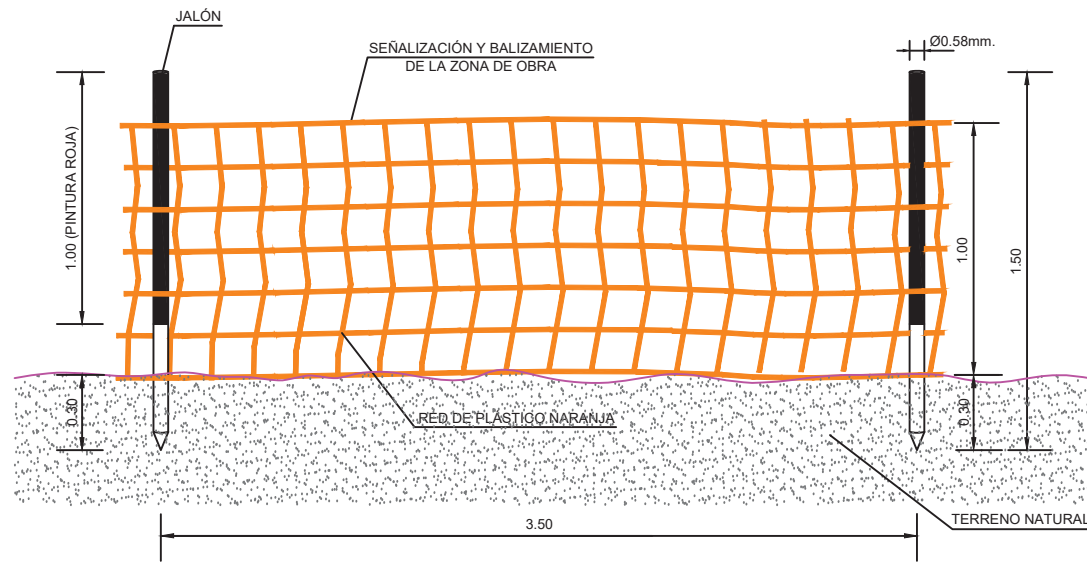 JALÓN
SEÑALIZACIÓN Y BALIZAMIENTO
DE LA ZONA DE OBRA
Ø0.58mm.
1.00 (PINTURA ROJA)
1.00
1.50
0.30
RED DE PLÁSTICO NARANJA
0.30
3.50
TERRENO NATURAL